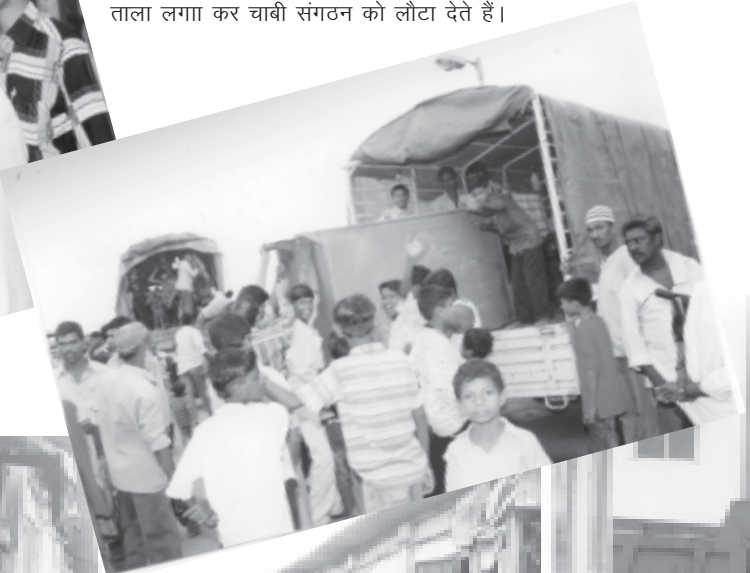 ताला लगाा कर चाबी संगठन को लौटा देते हैं।